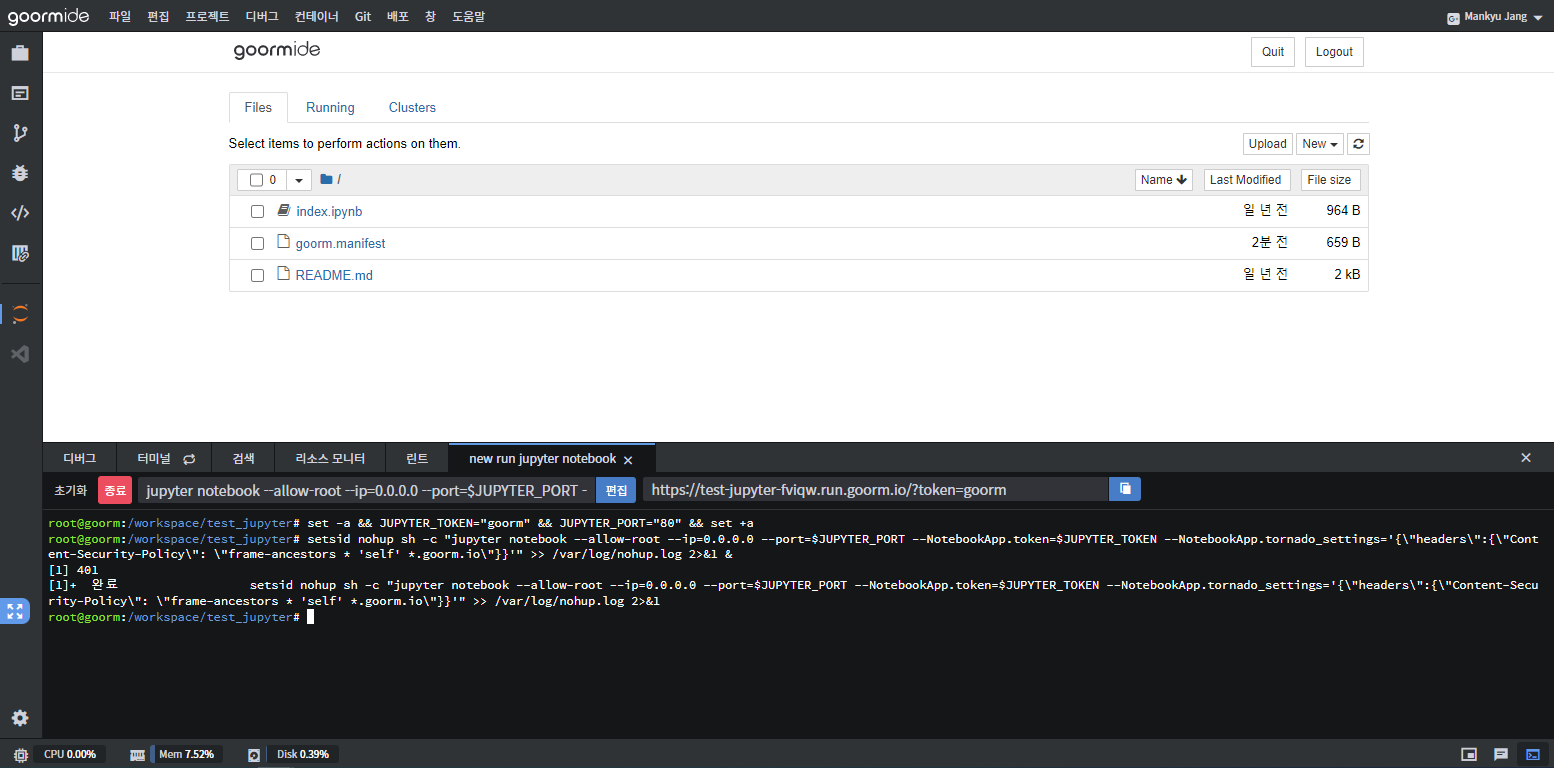 goormide 파일 편집 프로젝트 디버그 컨테이너 Git 배포 창 도움말 G+ Mankyu Jang
goormide Quit Logout
Files Running Clusters
Select items to perform actions on them. Upload New
0 / Name Last Modified File size
index.ipynb 일 년 전 964 B
goorm.manifest 2분 전 659 B
README.md 일 년 전 2 kB
디버그 터미널 검색 리소스 모니터 린트 new run jupyter notebook ×
초기화 종료 jupyter notebook --allow-root --ip=0.0.0.0 --port=$JUPYTER_PORT - 편집 https://test-jupyter-fviqw.run.goorm.io/?token=goorm
root@goorm:/workspace/test_jupyter# set -a && JUPYTER_TOKEN="goorm" && JUPYTER_PORT="80" && set +a
root@goorm:/workspace/test_jupyter# setsid nohup sh -c "jupyter notebook --allow-root --ip=0.0.0.0 --port=$JUPYTER_PORT --NotebookApp.token=$JUPYTER_TOKEN --NotebookApp.tornado_settings='{\"headers\":{\"Cont
ent-Security-Policy\": \"frame-ancestors * 'self' *.goorm.io\"}}'" >> /var/log/nohup.log 2>&1 &
[1] 401
[1]+  완료                  setsid nohup sh -c "jupyter notebook --allow-root --ip=0.0.0.0 --port=$JUPYTER_PORT --NotebookApp.token=$JUPYTER_TOKEN --NotebookApp.tornado_settings='{\"headers\":{\"Content-Secu
rity-Policy\": \"frame-ancestors * 'self' *.goorm.io\"}}'" >> /var/log/nohup.log 2>&1
root@goorm:/workspace/test_jupyter#
CPU 0.00% Mem 7.52% Disk 0.39%